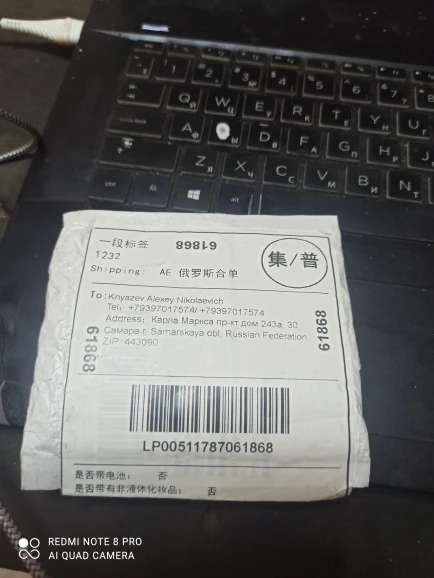 一段标签
61868
1232
集/普
Shipping: AE 俄罗斯合单
To: Knyazev Alexey Nikolaevich
Tel: +79397017574/ +79397017574
Address: Карла Маркса пр-кт дом 243а, 30
Самара г, Samarskaya obl, Russian Federation
ZIP: 443090
61868
61868
LP00511787061868
是否带电池: 否
是否带有非液体化妆品: 否
REDMI NOTE 8 PRO
AI QUAD CAMERA